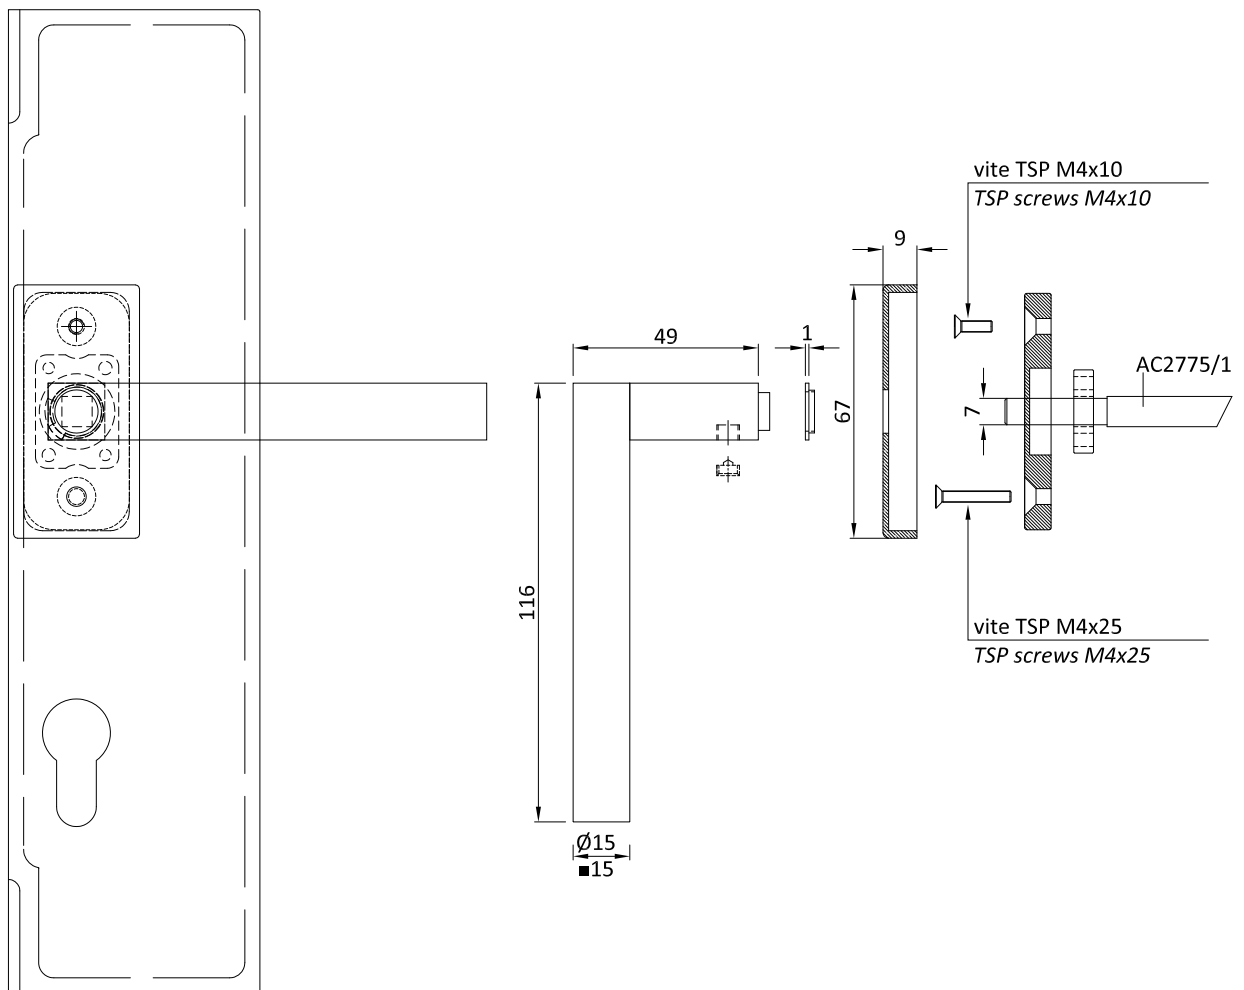 vite TSP M4x10
TSP screws M4x10
9
49
1
AC2775/1
67
7
116
vite TSP M4x25
TSP screws M4x25
Ø15
■15